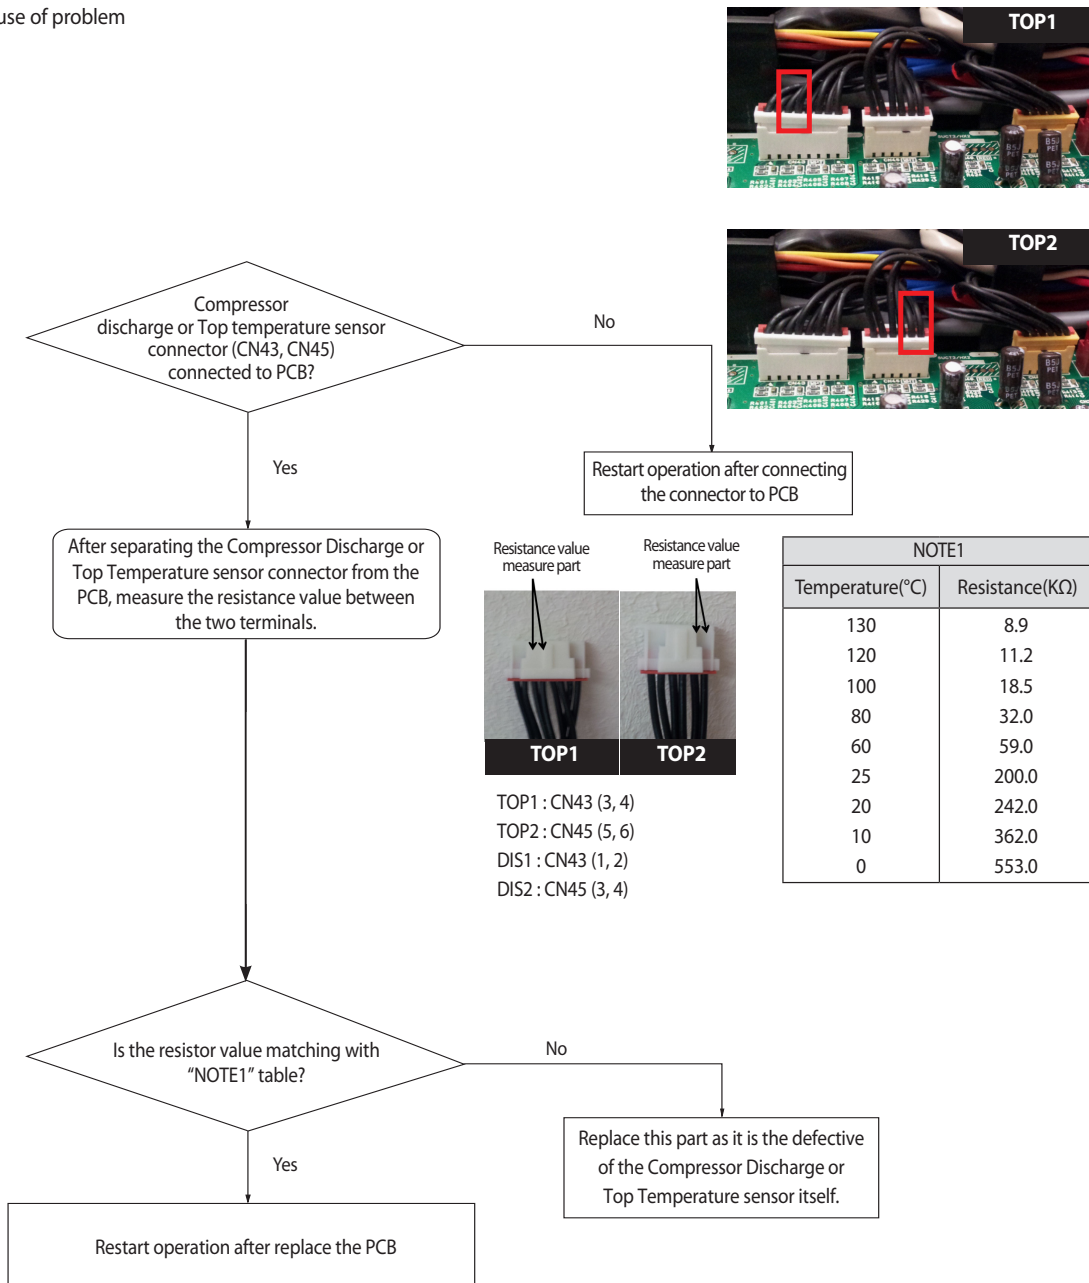 use of problem
TOP1
TOP2
Compressor
discharge or Top temperature sensor
connector (CN43, CN45)
connected to PCB?
No
Yes
Restart operation after connecting
the connector to PCB
After separating the Compressor Discharge or
Top Temperature sensor connector from the
PCB, measure the resistance value between
the two terminals.
Resistance value
measure part
Resistance value
measure part
TOP1
TOP2
TOP1 : CN43 (3, 4)
TOP2 : CN45 (5, 6)
DIS1 : CN43 (1, 2)
DIS2 : CN45 (3, 4)
NOTE1
Temperature(°C) Resistance(KΩ)
130 8.9
120 11.2
100 18.5
80 32.0
60 59.0
25 200.0
20 242.0
10 362.0
0 553.0
Is the resistor value matching with
“NOTE1” table?
No
Yes
Replace this part as it is the defective
of the Compressor Discharge or
Top Temperature sensor itself.
Restart operation after replace the PCB